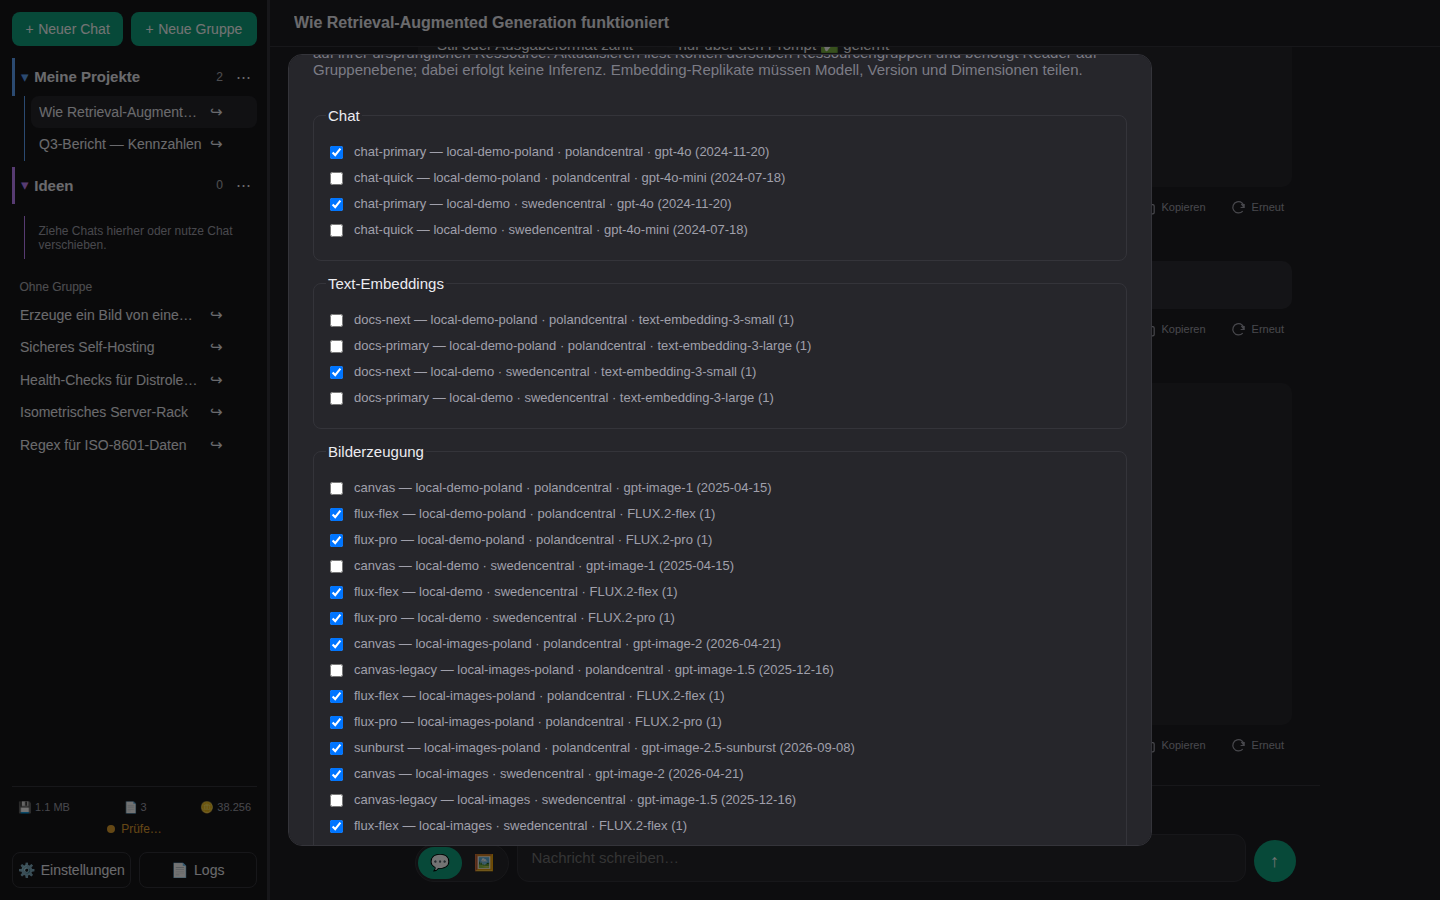 + Neuer Chat
+ Neue Gruppe
Meine Projekte 2 ...
Wie Retrieval-Augment…
Q3-Bericht — Kennzahlen
Ideen 0 ...
Ziehe Chats hierher oder nutze Chat
verschieben.
Ohne Gruppe
Erzeuge ein Bild von eine…
Sicheres Self-Hosting
Health-Checks für Distrole…
Isometrisches Server-Rack
Regex für ISO-8601-Daten
1.1 MB 3 38.256
Prüfe…
Einstellungen
Logs
Wie Retrieval-Augmented Generation funktioniert
Gruppenebene; dabei erfolgt keine Inferenz. Embedding-Replikate müssen Modell, Version und Dimensionen teilen.
Chat
chat-primary — local-demo-poland · polandcentral · gpt-4o (2024-11-20)
chat-quick — local-demo-poland · polandcentral · gpt-4o-mini (2024-07-18)
chat-primary — local-demo · swedencentral · gpt-4o (2024-11-20)
chat-quick — local-demo · swedencentral · gpt-4o-mini (2024-07-18)
Text-Embeddings
docs-next — local-demo-poland · polandcentral · text-embedding-3-small (1)
docs-primary — local-demo-poland · polandcentral · text-embedding-3-large (1)
docs-next — local-demo · swedencentral · text-embedding-3-small (1)
docs-primary — local-demo · swedencentral · text-embedding-3-large (1)
Bilderzeugung
canvas — local-demo-poland · polandcentral · gpt-image-1 (2025-04-15)
flux-flex — local-demo-poland · polandcentral · FLUX.2-flex (1)
flux-pro — local-demo-poland · polandcentral · FLUX.2-pro (1)
canvas — local-demo · swedencentral · gpt-image-1 (2025-04-15)
flux-flex — local-demo · swedencentral · FLUX.2-flex (1)
flux-pro — local-demo · swedencentral · FLUX.2-pro (1)
canvas — local-images-poland · polandcentral · gpt-image-2 (2026-04-21)
canvas-legacy — local-images-poland · polandcentral · gpt-image-1.5 (2025-12-16)
flux-flex — local-images-poland · polandcentral · FLUX.2-flex (1)
flux-pro — local-images-poland · polandcentral · FLUX.2-pro (1)
sunburst — local-images-poland · polandcentral · gpt-image-2.5-sunburst (2026-09-08)
canvas — local-images · swedencentral · gpt-image-2 (2026-04-21)
canvas-legacy — local-images · swedencentral · gpt-image-1.5 (2025-12-16)
flux-flex — local-images · swedencentral · FLUX.2-flex (1)
Kopieren Erneut
Kopieren Erneut
Kopieren Erneut
Nachricht schreiben…